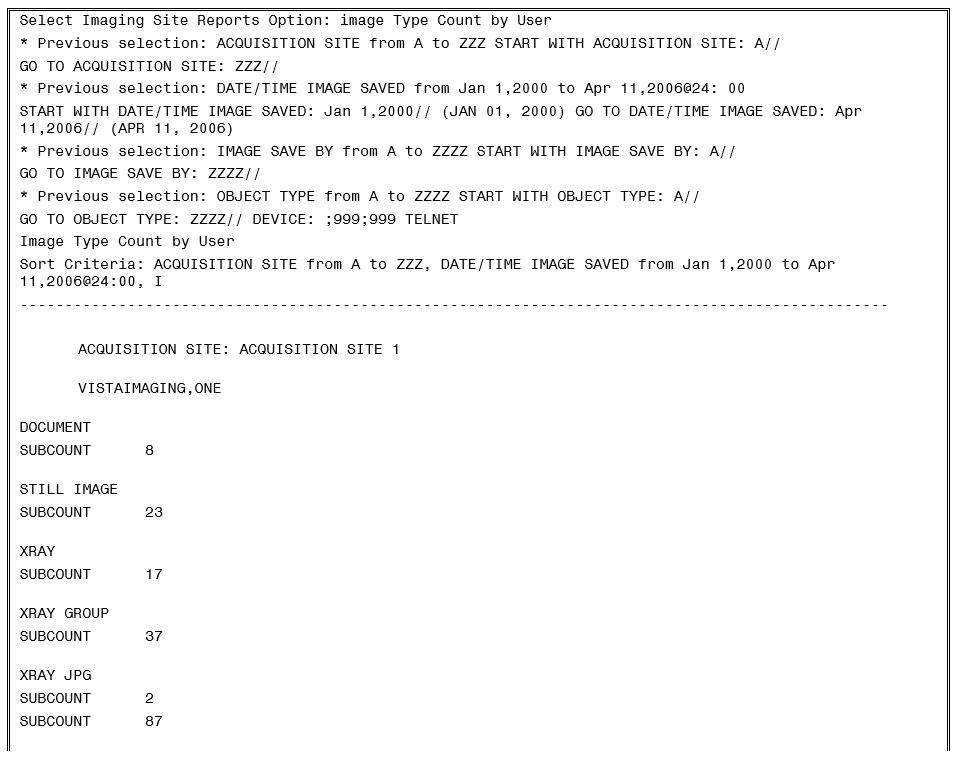 Select Imaging Site Reports Option: image Type Count by User
* Previous selection: ACQUISITION SITE from A to ZZZ START WITH ACQUISITION SITE: A//
GO TO ACQUISITION SITE: ZZZ//
* Previous selection: DATE/TIME IMAGE SAVED from Jan 1,2000 to Apr 11,2006@24: 00
START WITH DATE/TIME IMAGE SAVED: Jan 1,2000// (JAN 01, 2000) GO TO DATE/TIME IMAGE SAVED: Apr
11,2006// (APR 11, 2006)
* Previous selection: IMAGE SAVE BY from A to ZZZZ START WITH IMAGE SAVE BY: A//
GO TO IMAGE SAVE BY: ZZZZ//
* Previous selection: OBJECT TYPE from A to ZZZZ START WITH OBJECT TYPE: A//
GO TO OBJECT TYPE: ZZZZ// DEVICE: ;999;999 TELNET
Image Type Count by User
Sort Criteria: ACQUISITION SITE from A to ZZZ, DATE/TIME IMAGE SAVED from Jan 1,2000 to Apr
11,2006@24:00, I
-------------------------------------------------------------------------------------------------
ACQUISITION SITE: ACQUISITION SITE 1
VISTAIMAGING,ONE
DOCUMENT
SUBCOUNT 8
STILL IMAGE
SUBCOUNT 23
XRAY
SUBCOUNT 17
XRAY GROUP
SUBCOUNT 37
XRAY JPG
SUBCOUNT 2
SUBCOUNT 87